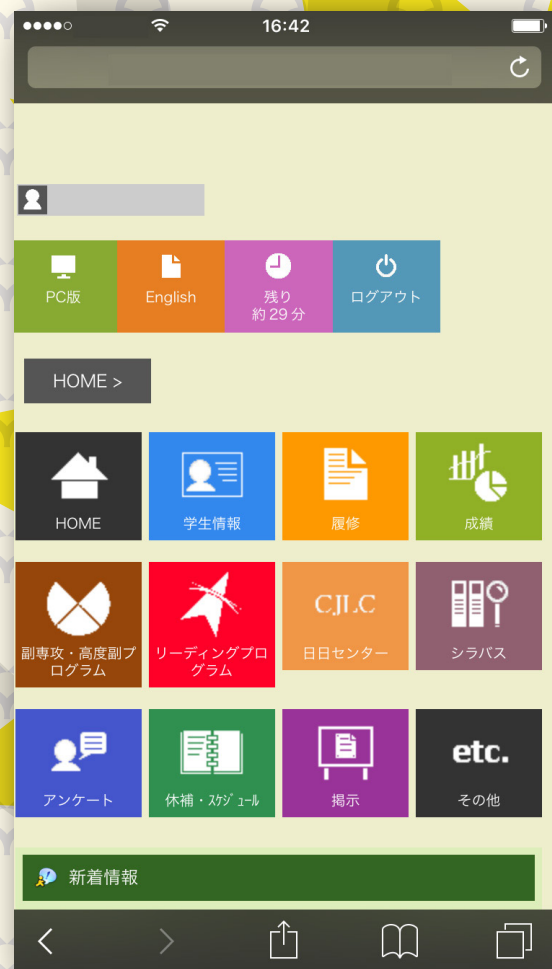 16:42
PC版
English
残り
約 29 分
ログアウト
HOME >
HOME
学生情報
履修
成績
副専攻・高度副プ
ログラム
リーディングプロ
グラム
CJLC
日日センター
シラバス
アンケート
休補・ｽｹｼﾞｭｰﾙ
掲示
etc.
その他
新着情報